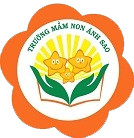 TRƯỜNG MẦM NON ÁNH SAO